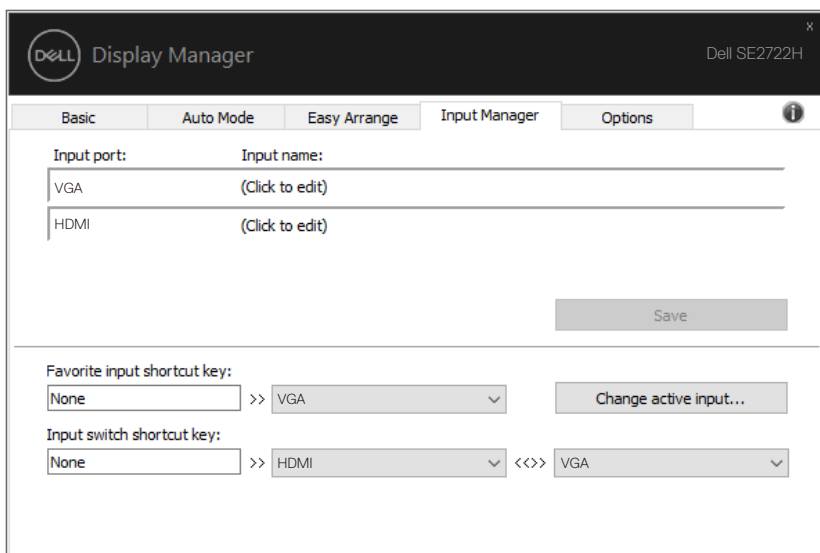 x
DELL Display Manager Dell SE2722H
Basic Auto Mode Easy Arrange Input Manager Options i
Input port: Input name:
VGA (Click to edit)
HDMI (Click to edit)
Save
Favorite input shortcut key:
None >> VGA Change active input...
Input switch shortcut key:
None >> HDMI <<>> VGA